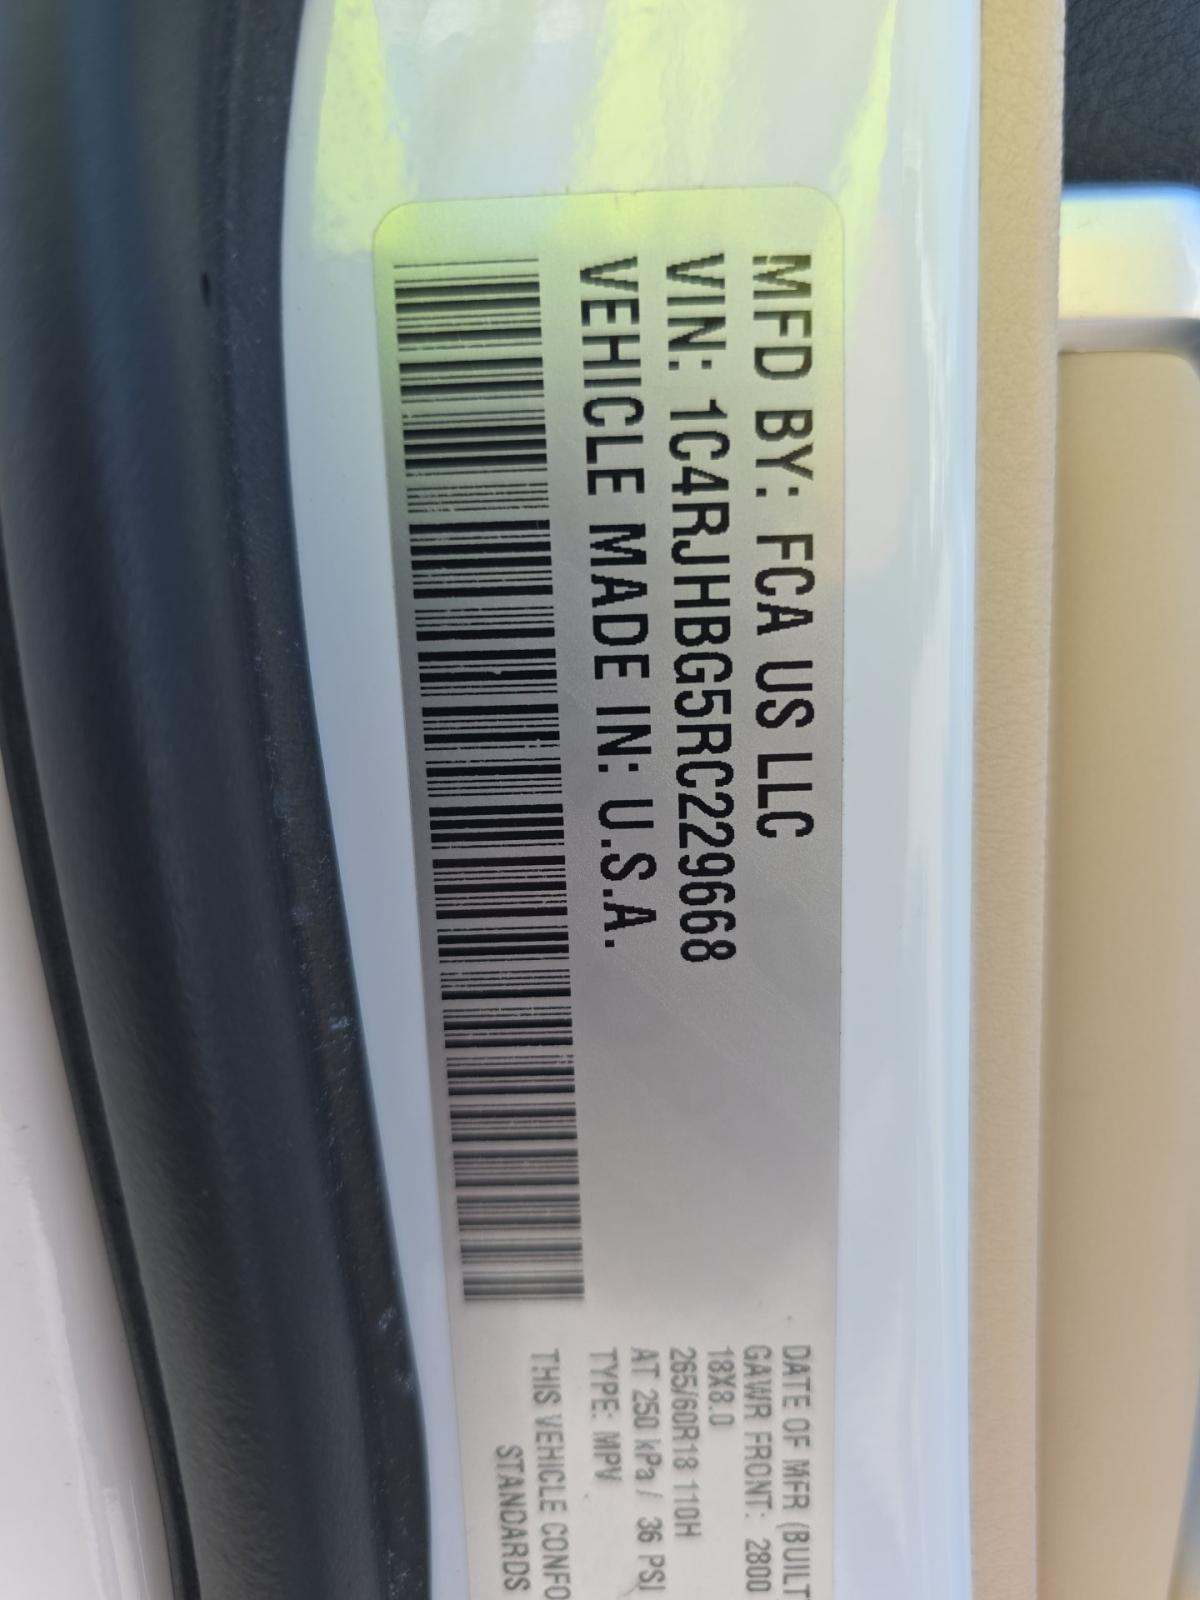 MFD BY: FCA US LLC
VIN: 1C4RJHBG5RC229668
VEHICLE MADE IN: U.S.A.
DATE OF MFR (BUILT
GAWR FRONT: 2800
18X8.0
265/60R18 110H
AT 250 kPa / 36 PSI
TYPE: MPV
THIS VEHICLE CONFO
STANDARDS